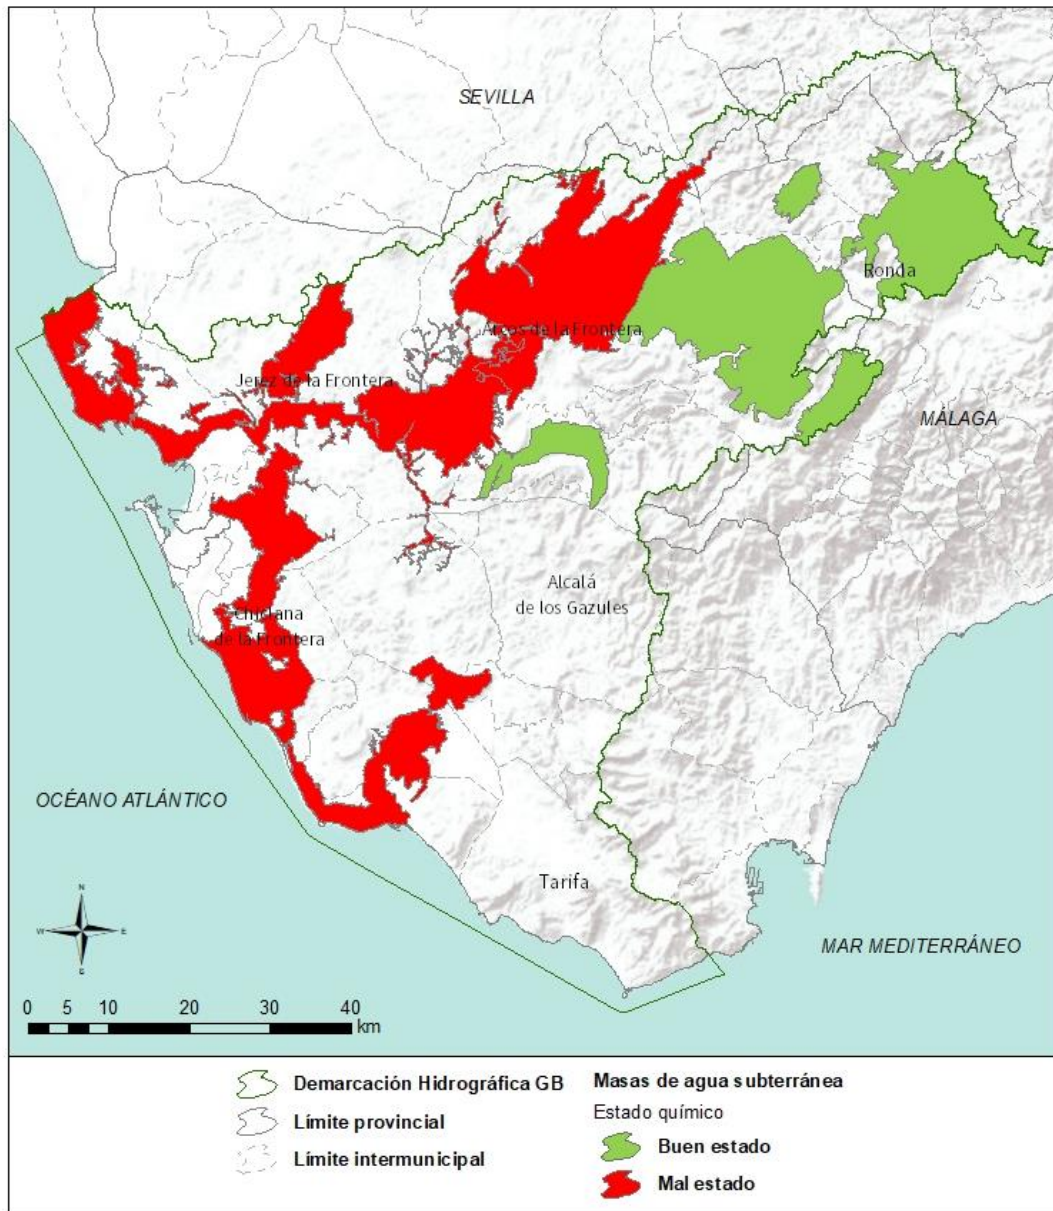 SEVILLA
Ronda
Arcos de la Frontera
Jerez de la Frontera
MÁLAGA
Alcalá
de los Gazules
Chiclana
de la Frontera
OCÉANO ATLÁNTICO
Tarifa
N
W
E
S
MAR MEDITERRÁNEO
0 5 10 20 30 40
km
Demarcación Hidrográfica GB
Límite provincial
Límite intermunicipal
Masas de agua subterránea
Estado químico
Buen estado
Mal estado